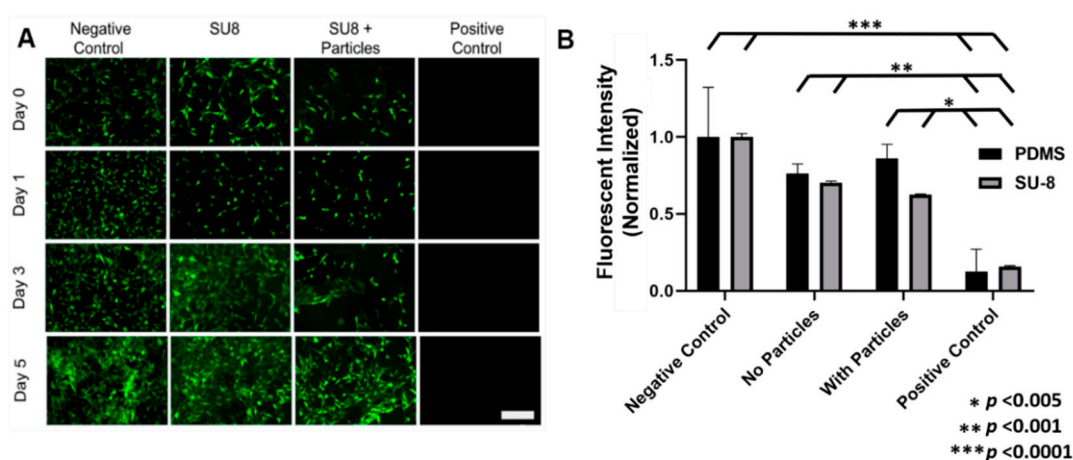 A
Negative
Control
SU8
SU8 +
Particles
Positive
Control
Day 0
Day 1
Day 3
Day 5
B
***
**
*
Fluorescent Intensity
(Normalized)
1.5
1.0
0.5
0.0
PDMS
SU-8
Negative Control
No Particles
With Particles
Positive Control
* p <0.005
** p <0.001
***p <0.0001